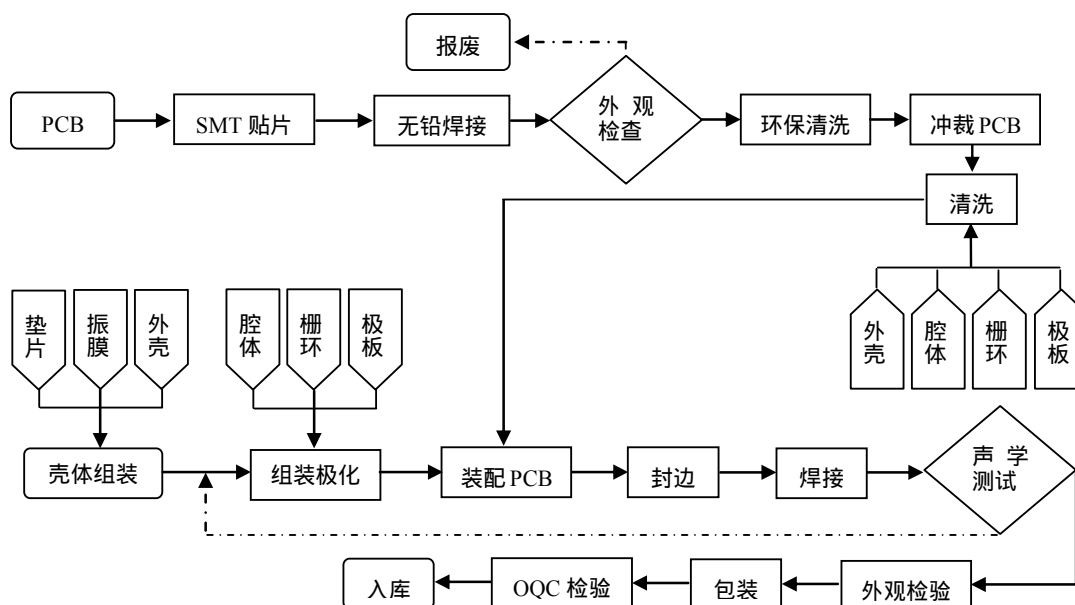 报废
PCB
SMT 贴片
无铅焊接
外 观
检查
环保清洗
冲裁 PCB
清洗
垫
片
振
膜
外
壳
腔
体
栅
环
极
板
外
壳
腔
体
栅
环
极
板
壳体组装
组装极化
装配 PCB
封边
焊接
声 学
测试
入库
OQC 检验
包装
外观检验